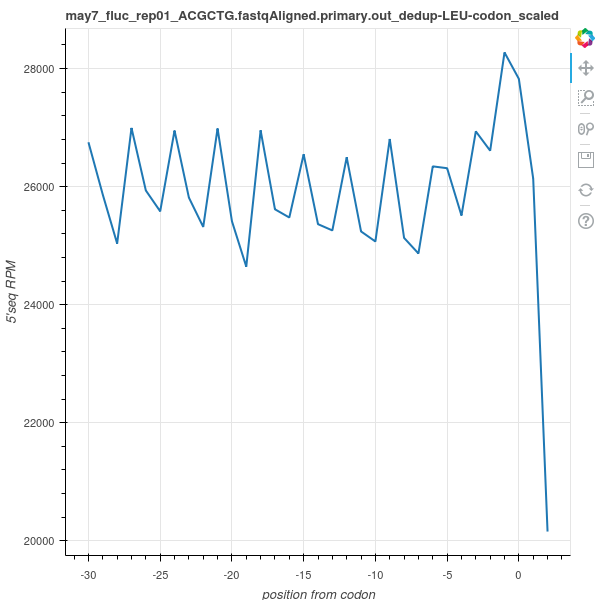 may7_fluc_rep01_ACGCTG.fastqAligned.primary.out_dedup-LEU-codon_scaled
28000
26000
24000
22000
20000
5'seq RPM
-30 -25 -20 -15 -10 -5 0
position from codon